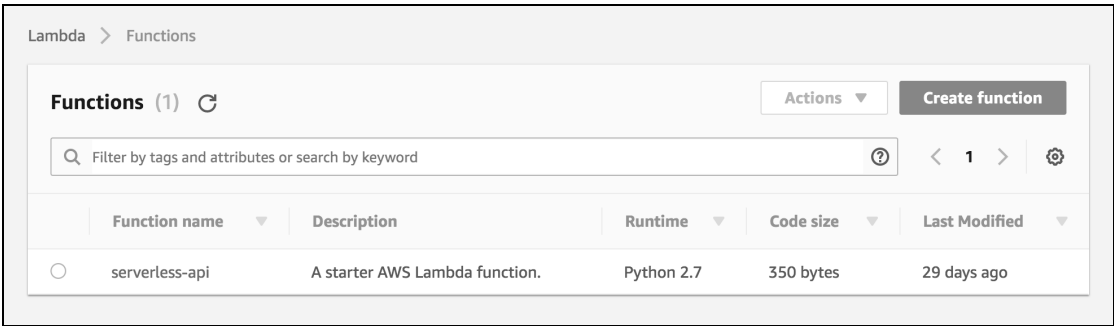 Lambda > Functions
Functions (1)
Actions
Create function
Filter by tags and attributes or search by keyword
1
Function name Description Runtime Code size Last Modified
serverless-api A starter AWS Lambda function. Python 2.7 350 bytes 29 days ago